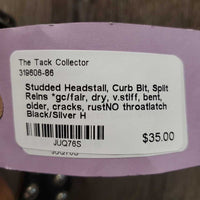 The Tack Collector
319606-86
Studded Headstall, Curb Bit, Split
Reins *gc/fair, dry, v.stiff, bent,
older, cracks, rustNO throatlatch
Black/Silver H
$35.00
JUQ76S